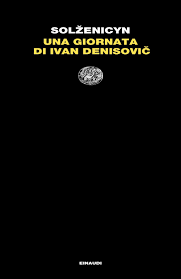 SOLŽENICYN
UNA GIORNATA
DI IVAN DENISOVIČ
EINAUDI